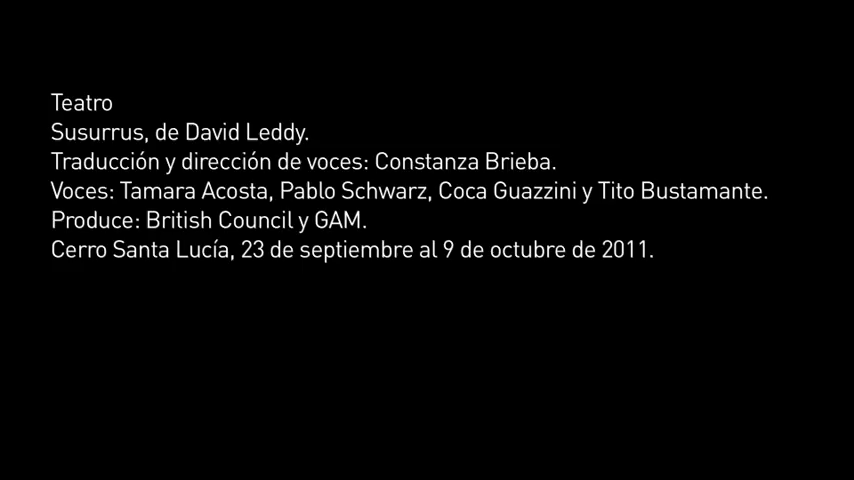 Teatro
Susurrus, de David Leddy.
Traducción y dirección de voces: Constanza Brieba.
Voces: Tamara Acosta, Pablo Schwarz, Coca Guazzini y Tito Bustamante.
Produce: British Council y GAM.
Cerro Santa Lucía, 23 de septiembre al 9 de octubre de 2011.